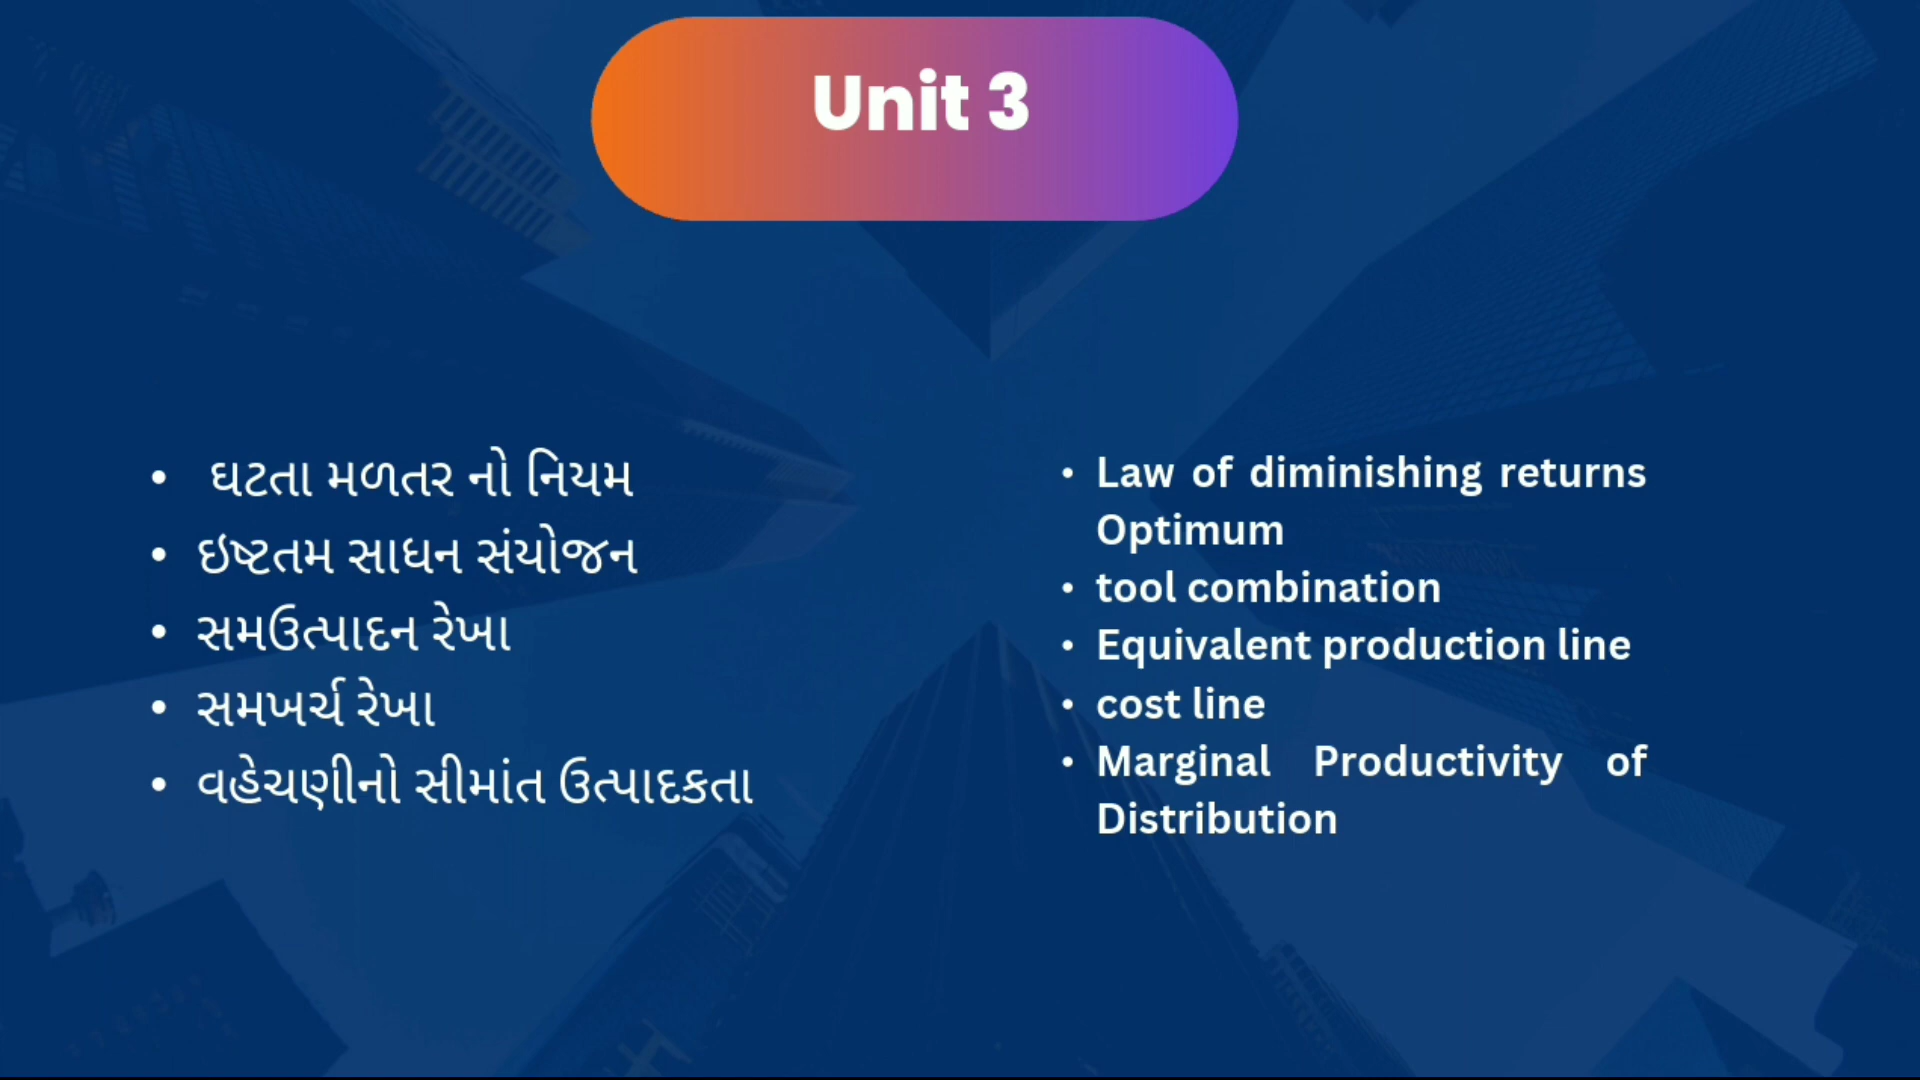 Unit 3
• ઘટતા મળતર નો નિયમ
• ઇષ્ટતમ સાધન સંયોજન
• સમઉત્પાદન રેખા
• સમખર્ચ રેખા
• વહેચણીનો સીમાંત ઉત્પાદકતા
• Law of diminishing returns
Optimum
• tool combination
• Equivalent production line
• cost line
• Marginal Productivity of
Distribution